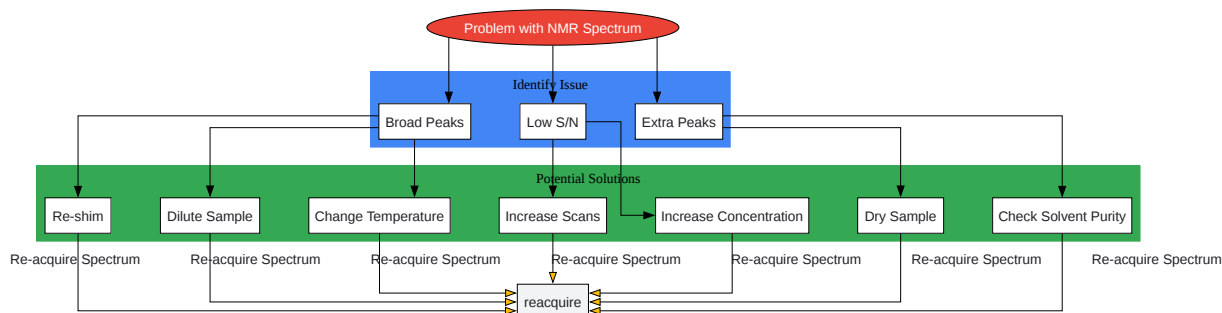 Problem with NMR Spectrum
Identify Issue
Broad Peaks
Low S/N
Extra Peaks
Potential Solutions
Re-shim
Dilute Sample
Change Temperature
Increase Scans
Increase Concentration
Dry Sample
Check Solvent Purity
Re-acquire Spectrum
Re-acquire Spectrum
Re-acquire Spectrum
Re-acquire Spectrum
Re-acquire Spectrum
Re-acquire Spectrum
Re-acquire Spectrum
reacquire